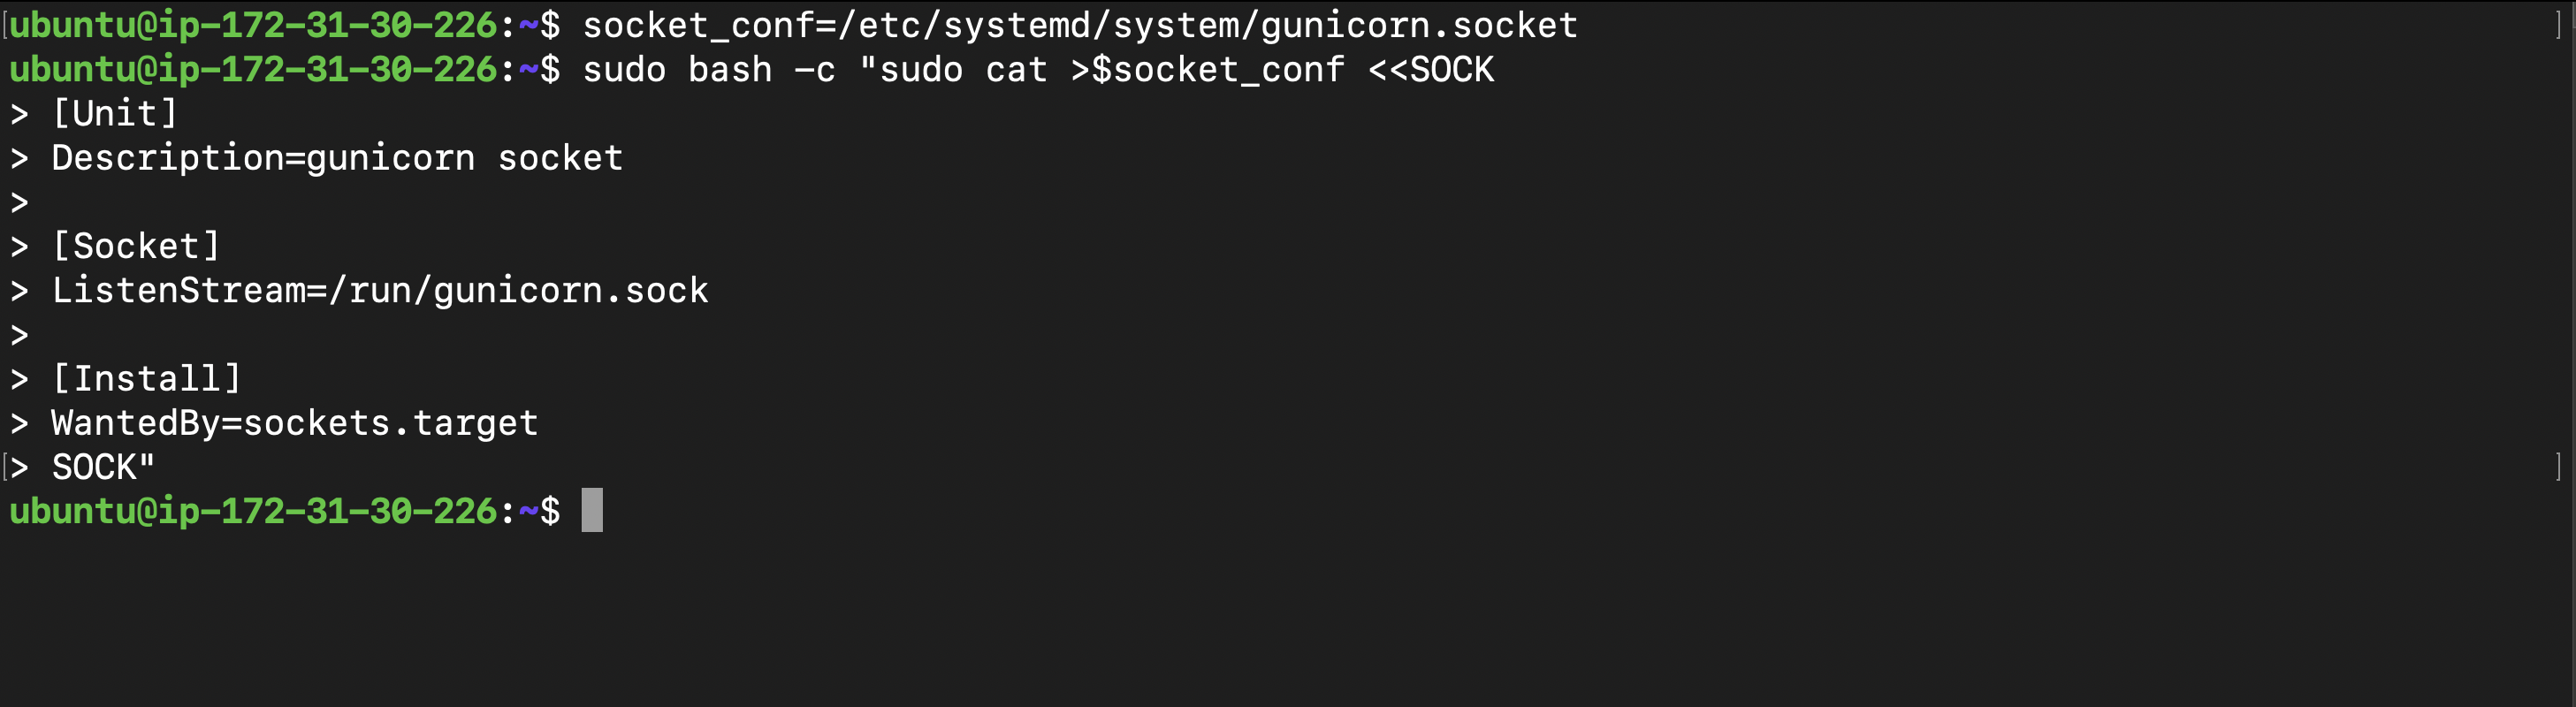 ubuntu@ip-172-31-30-226:~$ socket_conf=/etc/systemd/system/gunicorn.socket
ubuntu@ip-172-31-30-226:~$ sudo bash -c "sudo cat >$socket_conf <<SOCK
> [Unit]
> Description=gunicorn socket
>
> [Socket]
> ListenStream=/run/gunicorn.sock
>
> [Install]
> WantedBy=sockets.target
> SOCK"
ubuntu@ip-172-31-30-226:~$